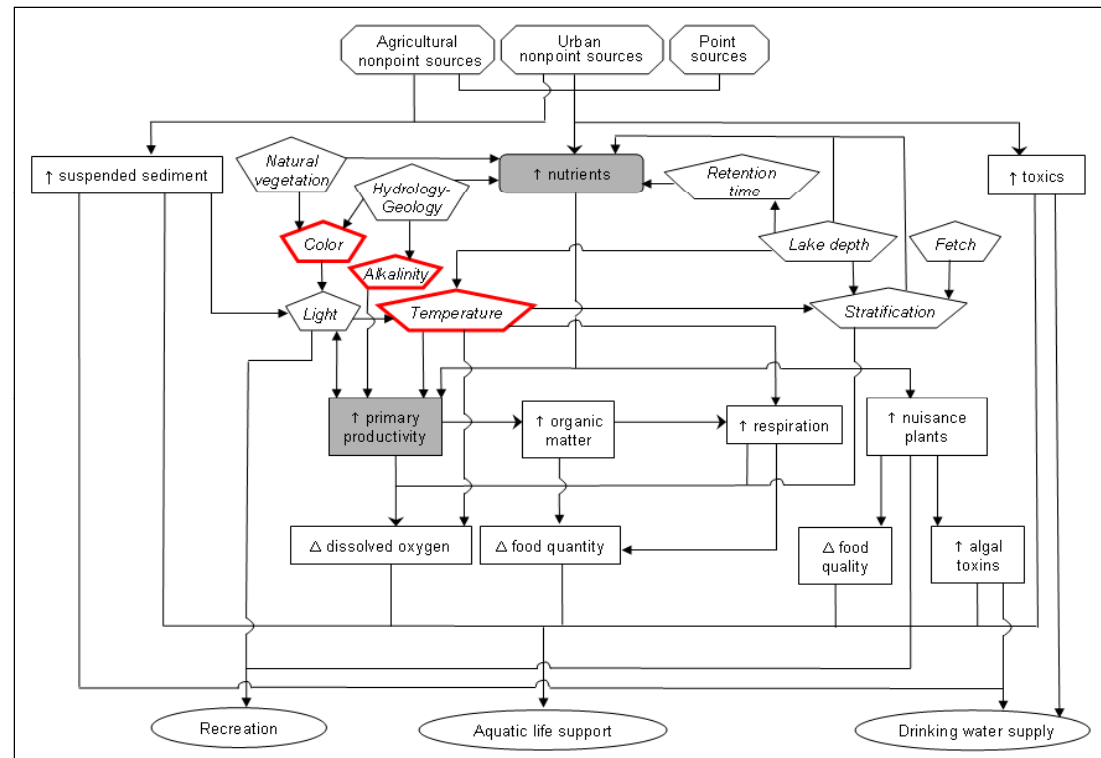 Agricultural
nonpoint sources
Urban
nonpoint sources
Point
sources
↑ suspended sediment
Natural
vegetation
Hydrology-
Geology
↑ nutrients
Retention
time
↑ toxics
Color
Alkalinity
Lake depth
Fetch
Light
Temperature
Stratification
↑ primary
productivity
↑ organic
matter
↑ respiration
↑ nuisance
plants
Δ dissolved oxygen
Δ food quantity
Δ food
quality
↑ algal
toxins
Recreation
Aquatic life support
Drinking water supply